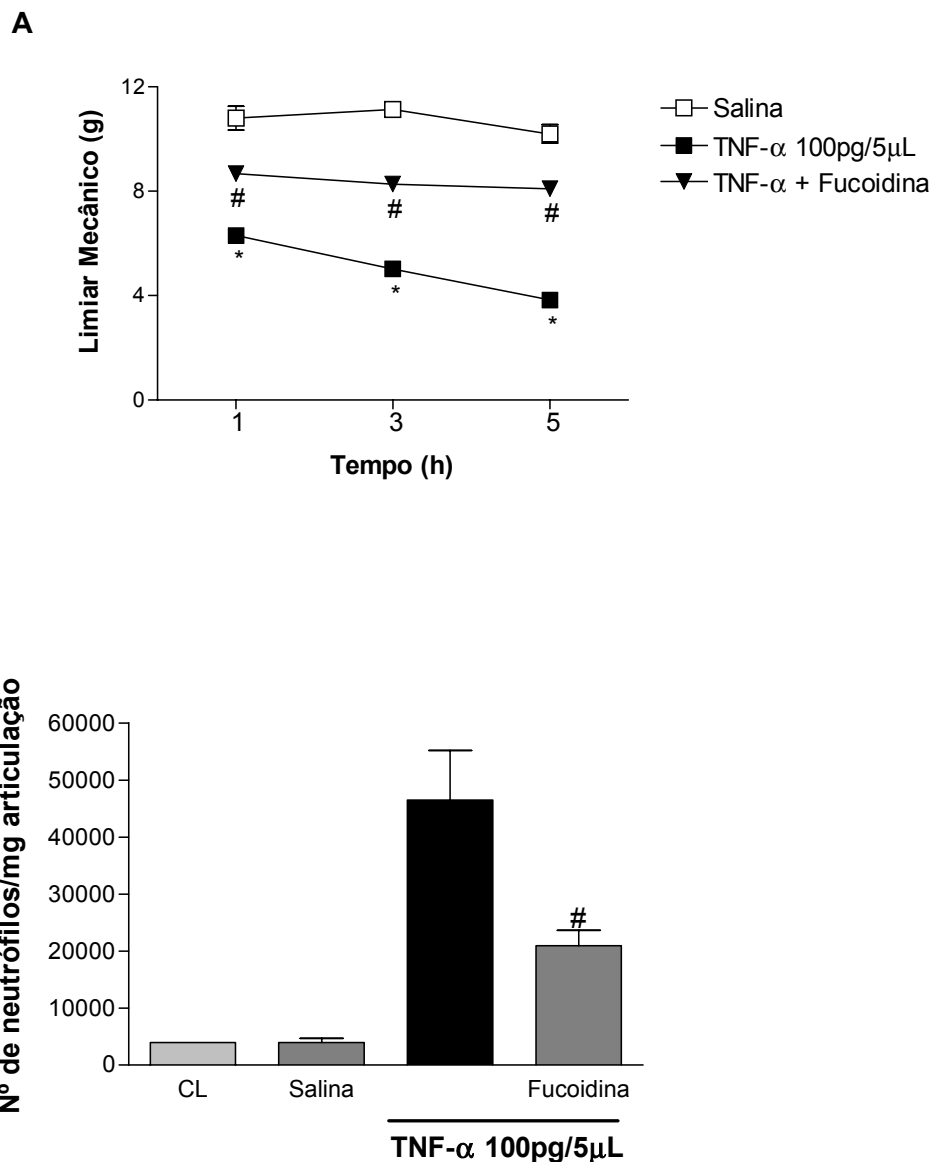 A
12
8
4
0
Limiar Mecânico (g)
# # #
* * *
1 3 5
Tempo (h)
Salina
TNF-α 100pg/5µL
TNF-α + Fucoidina
Nº de neutrófilos/mg articulação
60000
50000
40000
30000
20000
10000
0
#
CL Salina Fucoidina
TNF-α 100pg/5µL